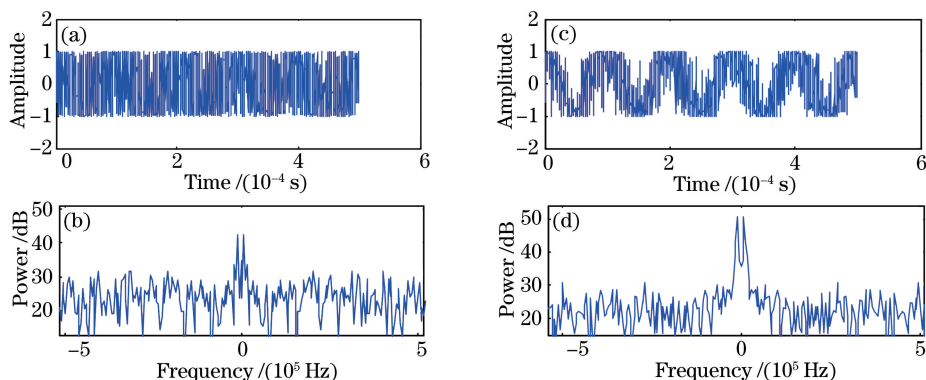 (a)
2
1
0
−1
−2
Amplitude
0 2 4 6
Time /(10⁻⁴ s)
(c)
2
1
0
−1
−2
Amplitude
0 2 4 6
Time /(10⁻⁴ s)
(b)
50
40
30
20
Power /dB
−5 0 5
Frequency /(10⁵ Hz)
(d)
50
40
30
20
Power /dB
−5 0 5
Frequency /(10⁵ Hz)